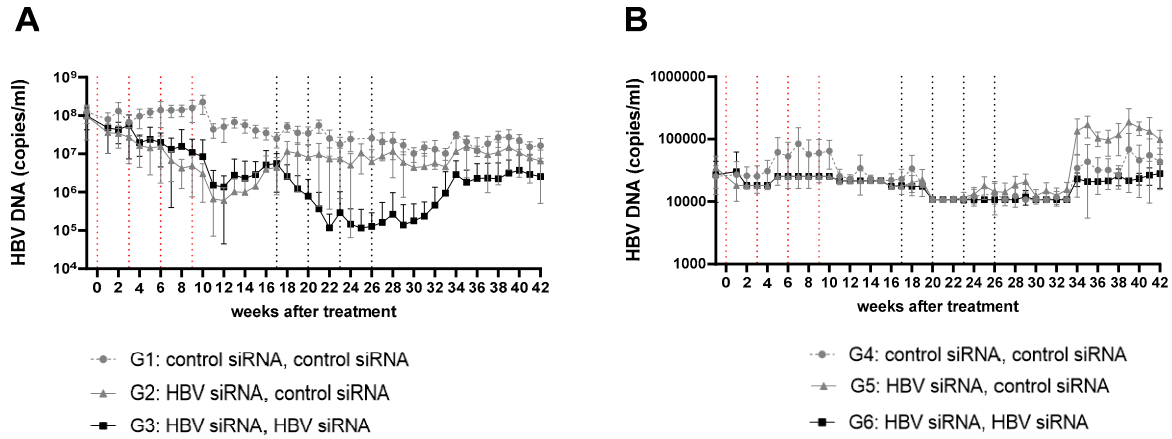 A
HBV DNA (copies/ml)
10⁹
10⁸
10⁷
10⁶
10⁵
10⁴
0 2 4 6 8 10 12 14 16 18 20 22 24 26 28 30 32 34 36 38 40 42
weeks after treatment
G1: control siRNA, control siRNA
G2: HBV siRNA, control siRNA
G3: HBV siRNA, HBV siRNA
B
HBV DNA (copies/ml)
1000000
100000
10000
1000
0 2 4 6 8 10 12 14 16 18 20 22 24 26 28 30 32 34 36 38 40 42
weeks after treatment
G4: control siRNA, control siRNA
G5: HBV siRNA, control siRNA
G6: HBV siRNA, HBV siRNA